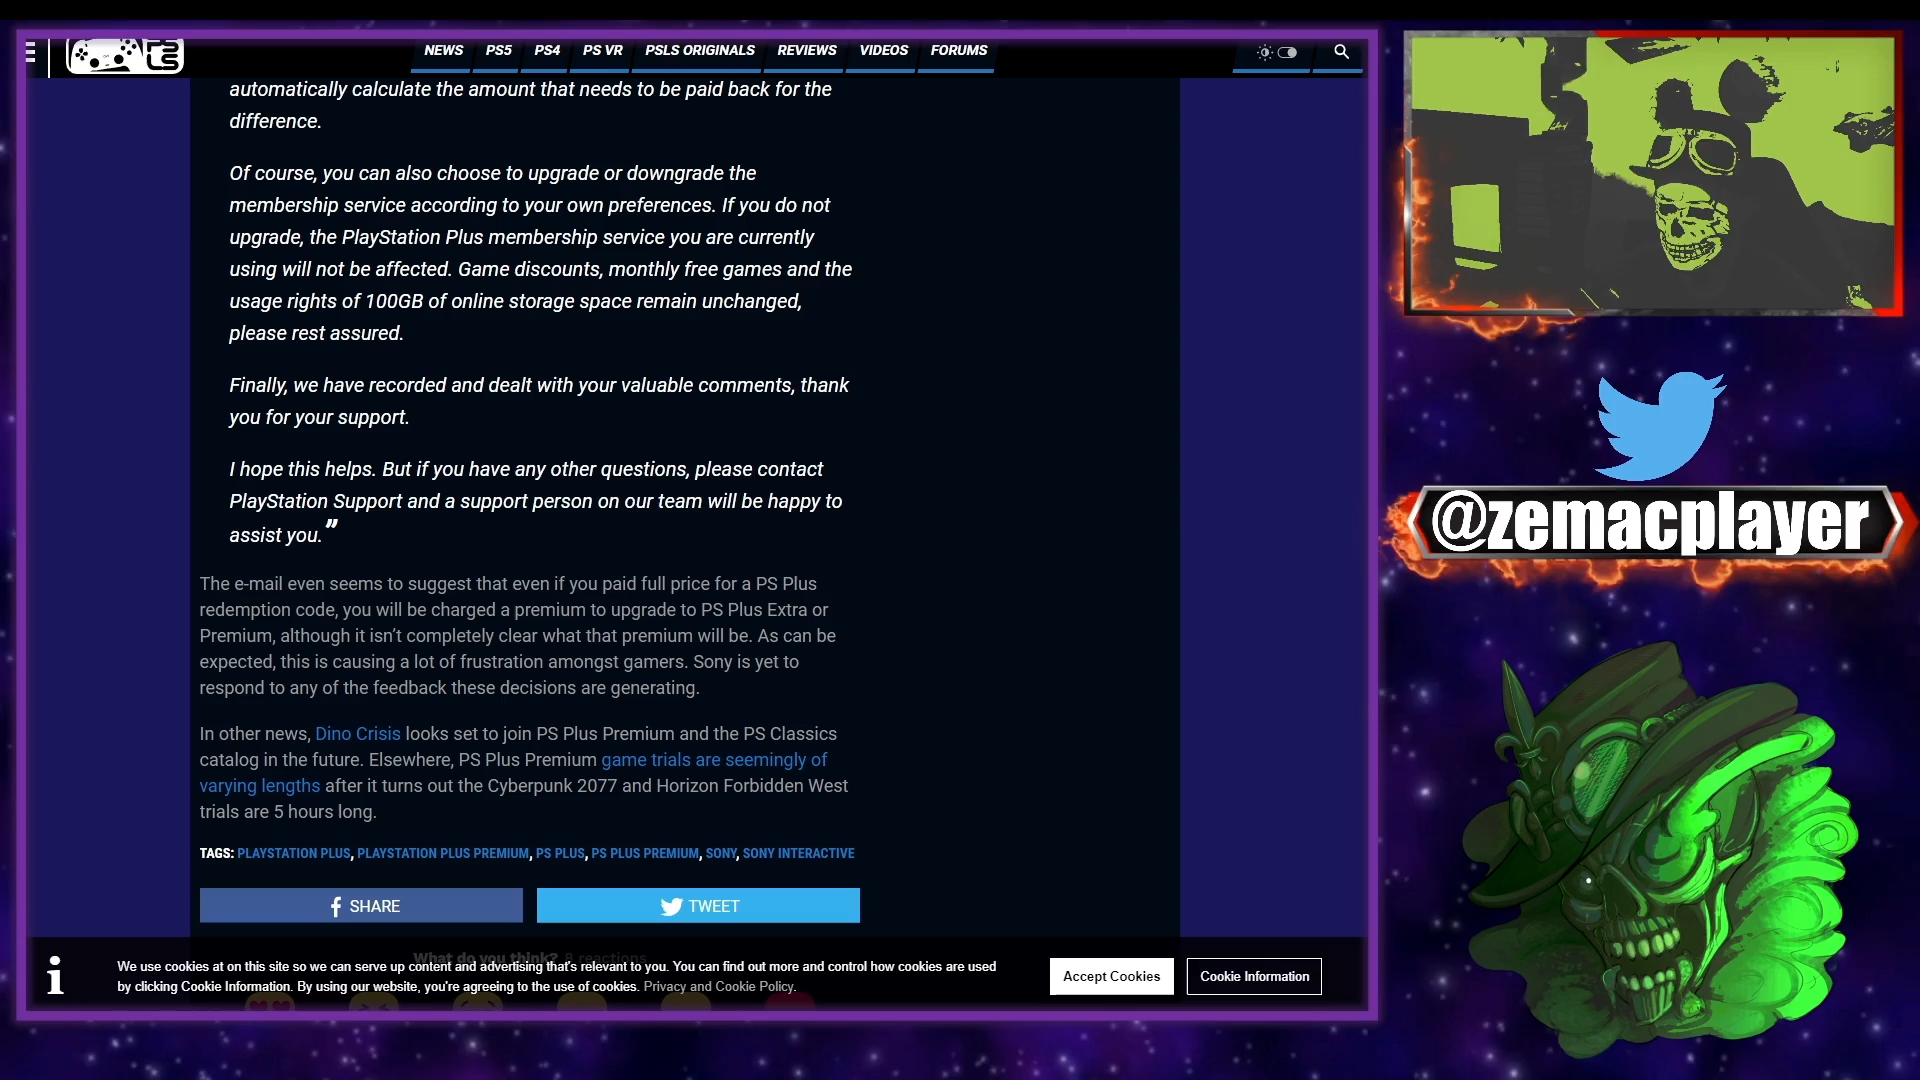 PS
LS
NEWS PS5 PS4 PS VR PSLS ORIGINALS REVIEWS VIDEOS FORUMS
automatically calculate the amount that needs to be paid back for the
difference.
Of course, you can also choose to upgrade or downgrade the
membership service according to your own preferences. If you do not
upgrade, the PlayStation Plus membership service you are currently
using will not be affected. Game discounts, monthly free games and the
usage rights of 100GB of online storage space remain unchanged,
please rest assured.
Finally, we have recorded and dealt with your valuable comments, thank
you for your support.
I hope this helps. But if you have any other questions, please contact
PlayStation Support and a support person on our team will be happy to
assist you.”
The e-mail even seems to suggest that even if you paid full price for a PS Plus
redemption code, you will be charged a premium to upgrade to PS Plus Extra or
Premium, although it isn’t completely clear what that premium will be. As can be
expected, this is causing a lot of frustration amongst gamers. Sony is yet to
respond to any of the feedback these decisions are generating.
In other news, Dino Crisis looks set to join PS Plus Premium and the PS Classics
catalog in the future. Elsewhere, PS Plus Premium game trials are seemingly of
varying lengths after it turns out the Cyberpunk 2077 and Horizon Forbidden West
trials are 5 hours long.
TAGS: PLAYSTATION PLUS, PLAYSTATION PLUS PREMIUM, PS PLUS, PS PLUS PREMIUM, SONY, SONY INTERACTIVE
SHARE
TWEET
What do you think? 8 reactions
We use cookies at on this site so we can serve up content and advertising that's relevant to you. You can find out more and control how cookies are used
by clicking Cookie Information. By using our website, you're agreeing to the use of cookies. Privacy and Cookie Policy.
Accept Cookies
Cookie Information
@zemacplayer